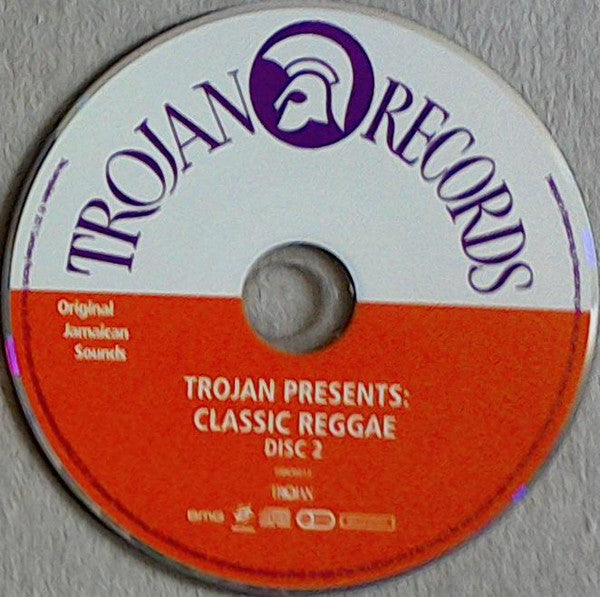 TROJAN RECORDS
Original
Jamaican
Sounds
TROJAN PRESENTS:
CLASSIC REGGAE
DISC 2
TROJAN